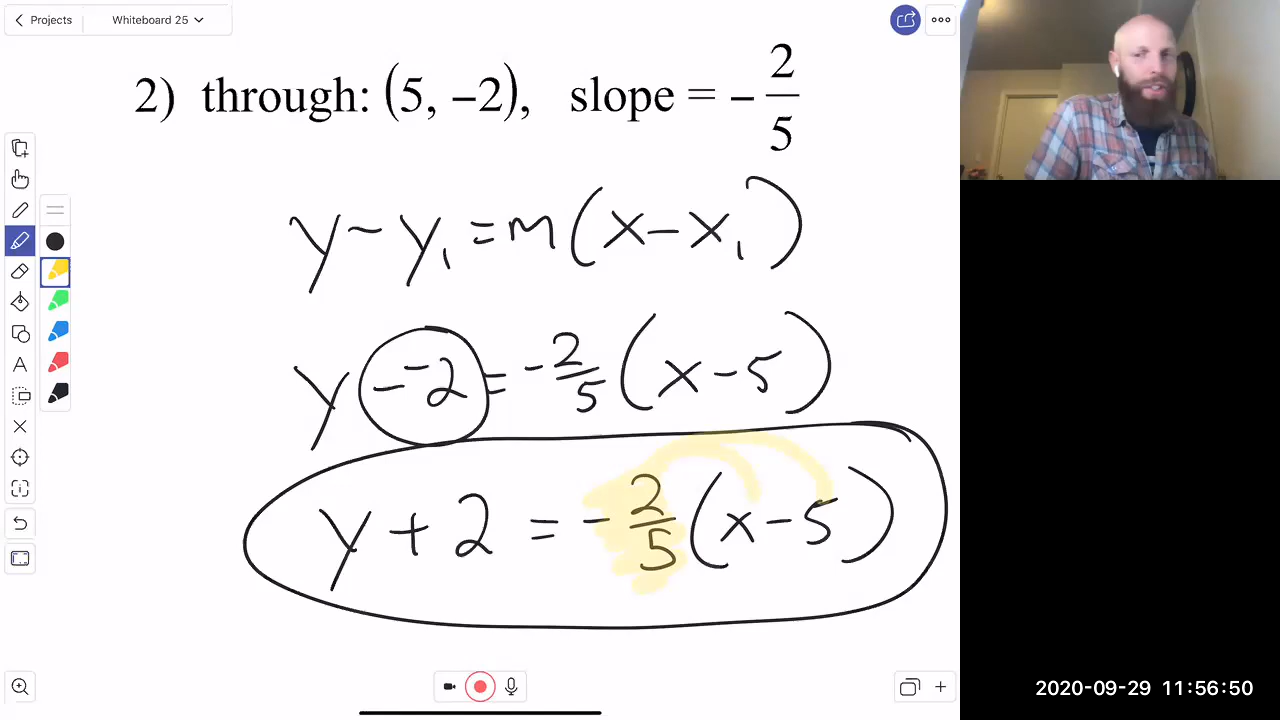 Projects
Whiteboard 25
2) through: (5, −2), slope = − 2/5
y − y₁ = m(x − x₁)
y − −2 = −2/5 (x − 5)
y + 2 = −2/5 (x − 5)
2020-09-29 11:56:50